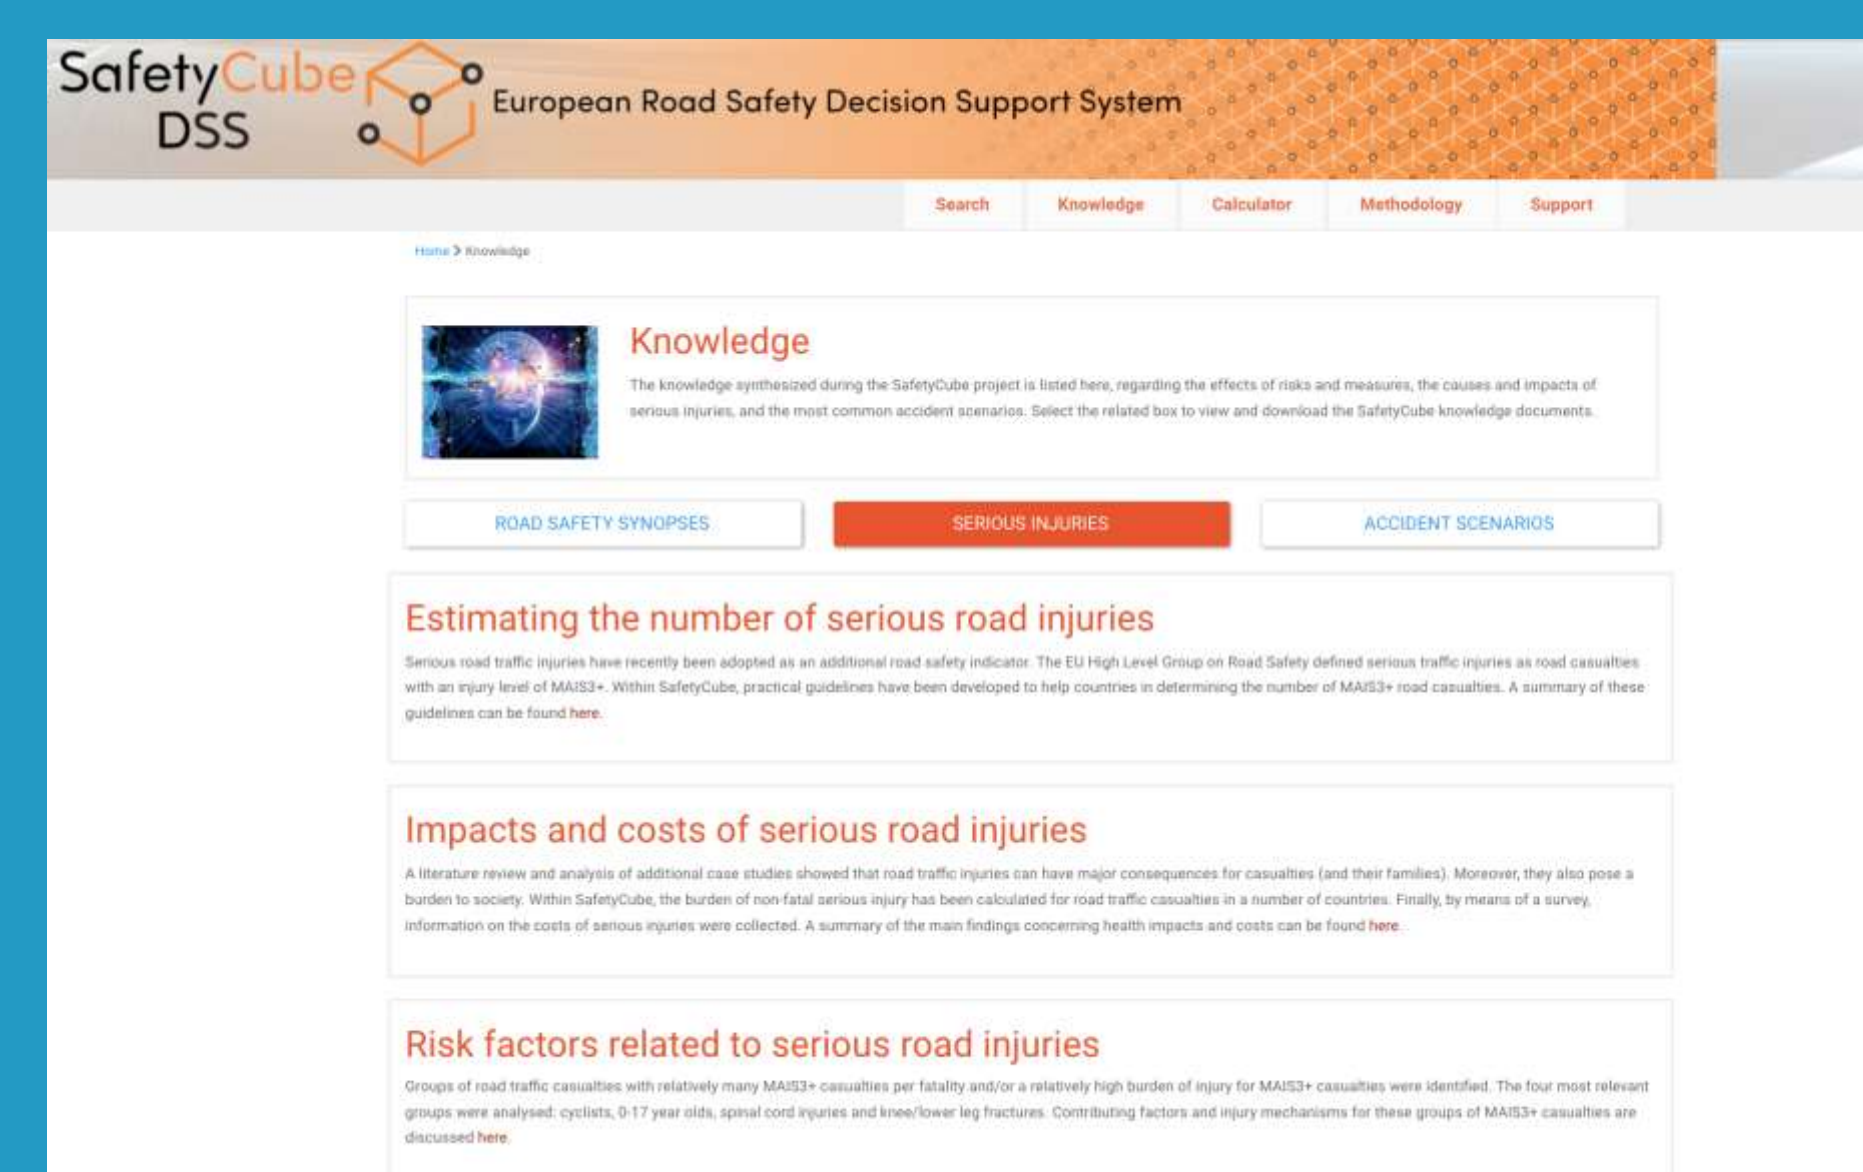 SafetyCube
DSS
European Road Safety Decision Support System
Search Knowledge Calculator Methodology Support
Home > Knowledge
Knowledge
The knowledge synthesized during the SafetyCube project is listed here, regarding the effects of risks and measures, the causes and impacts of
serious injuries, and the most common accident scenarios. Select the related box to view and download the SafetyCube knowledge documents.
ROAD SAFETY SYNOPSES SERIOUS INJURIES ACCIDENT SCENARIOS
Estimating the number of serious road injuries
Serious road traffic injuries have recently been adopted as an additional road safety indicator. The EU High Level Group on Road Safety defined serious traffic injuries as road casualties
with an injury level of MAIS3+. Within SafetyCube, practical guidelines have been developed to help countries in determining the number of MAIS3+ road casualties. A summary of these
guidelines can be found here.
Impacts and costs of serious road injuries
A literature review and analysis of additional case studies showed that road traffic injuries can have major consequences for casualties (and their families). Moreover, they also pose a
burden to society. Within SafetyCube, the burden of non-fatal serious injury has been calculated for road traffic casualties in a number of countries. Finally, by means of a survey,
information on the costs of serious injuries were collected. A summary of the main findings concerning health impacts and costs can be found here.
Risk factors related to serious road injuries
Groups of road traffic casualties with relatively many MAIS3+ casualties per fatality and/or a relatively high burden of injury for MAIS3+ casualties were identified. The four most relevant
groups were analysed: cyclists, 0-17 year olds, spinal cord injuries and knee/lower leg fractures. Contributing factors and injury mechanisms for these groups of MAIS3+ casualties are
discussed here.